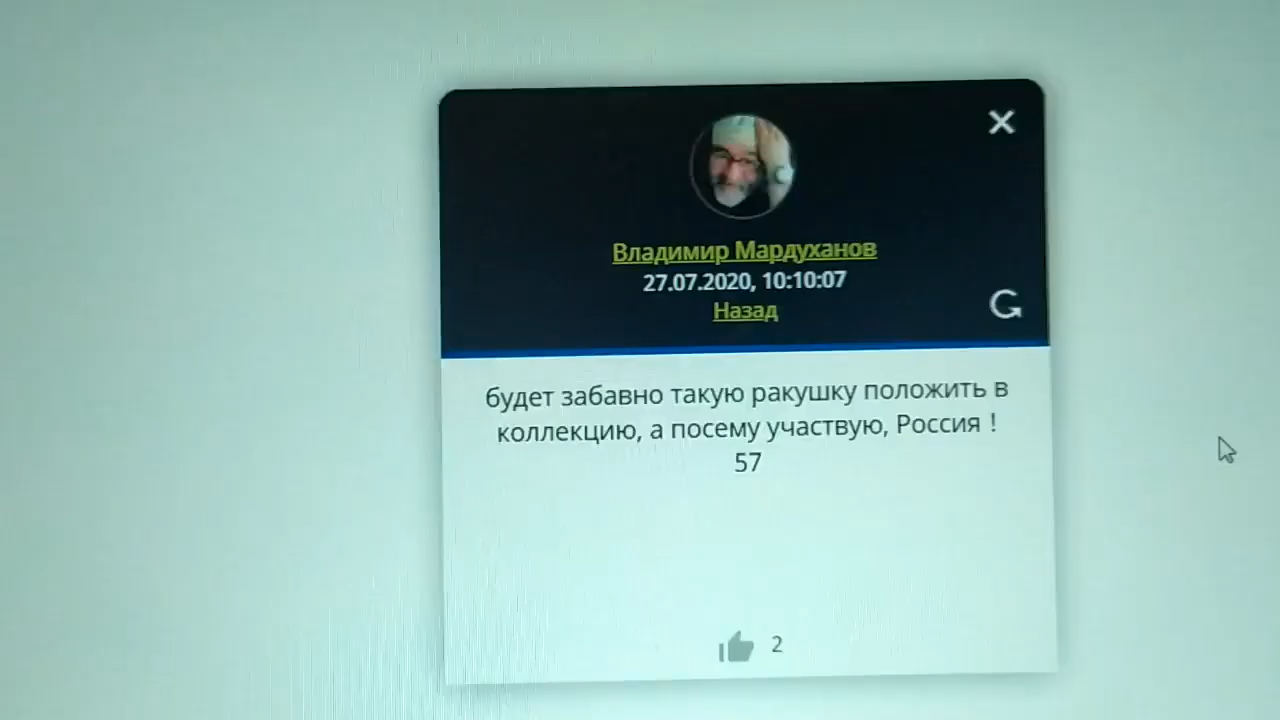 Владимир Мардуханов
27.07.2020, 10:10:07
Назад
будет забавно такую ракушку положить в
коллекцию, а посему участвую, Россия !
57
2